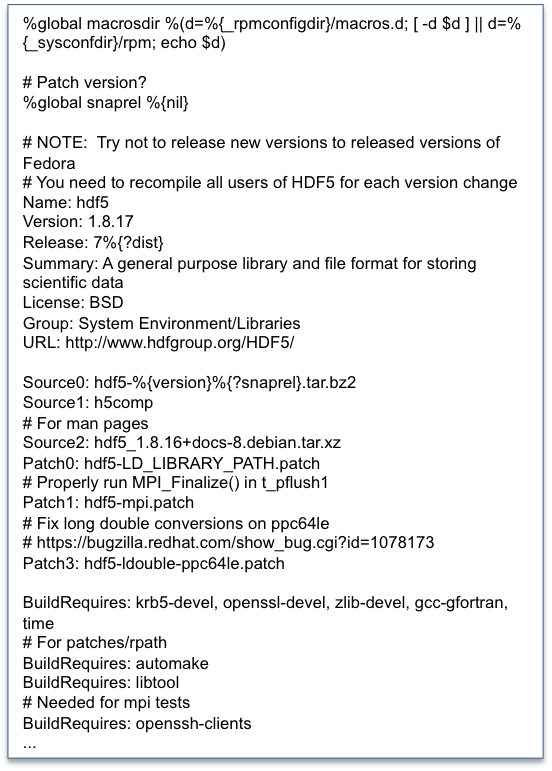 %global macrosdir %(d=%{_rpmconfigdir}/macros.d; [ -d $d ] || d=%
{_sysconfdir}/rpm; echo $d)

# Patch version?
%global snaprel %{nil}

# NOTE:  Try not to release new versions to released versions of
Fedora
# You need to recompile all users of HDF5 for each version change
Name: hdf5
Version: 1.8.17
Release: 7%{?dist}
Summary: A general purpose library and file format for storing
scientific data
License: BSD
Group: System Environment/Libraries
URL: http://www.hdfgroup.org/HDF5/

Source0: hdf5-%{version}%{?snaprel}.tar.bz2
Source1: h5comp
# For man pages
Source2: hdf5_1.8.16+docs-8.debian.tar.xz
Patch0: hdf5-LD_LIBRARY_PATH.patch
# Properly run MPI_Finalize() in t_pflush1
Patch1: hdf5-mpi.patch
# Fix long double conversions on ppc64le
# https://bugzilla.redhat.com/show_bug.cgi?id=1078173
Patch3: hdf5-ldouble-ppc64le.patch

BuildRequires: krb5-devel, openssl-devel, zlib-devel, gcc-gfortran,
time
# For patches/rpath
BuildRequires: automake
BuildRequires: libtool
# Needed for mpi tests
BuildRequires: openssh-clients
...